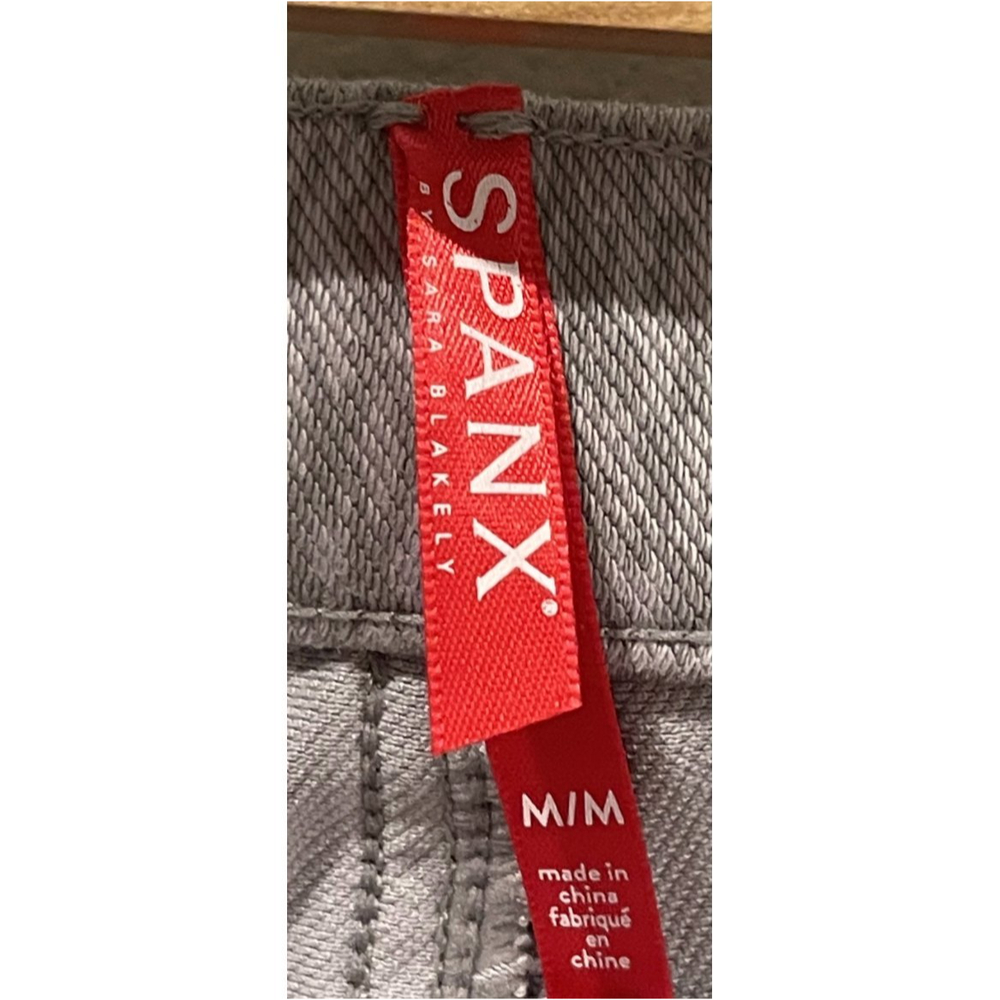 SPANX®
BY SARA BLAKELY
M/M
made in
china
fabriqué
en
chine